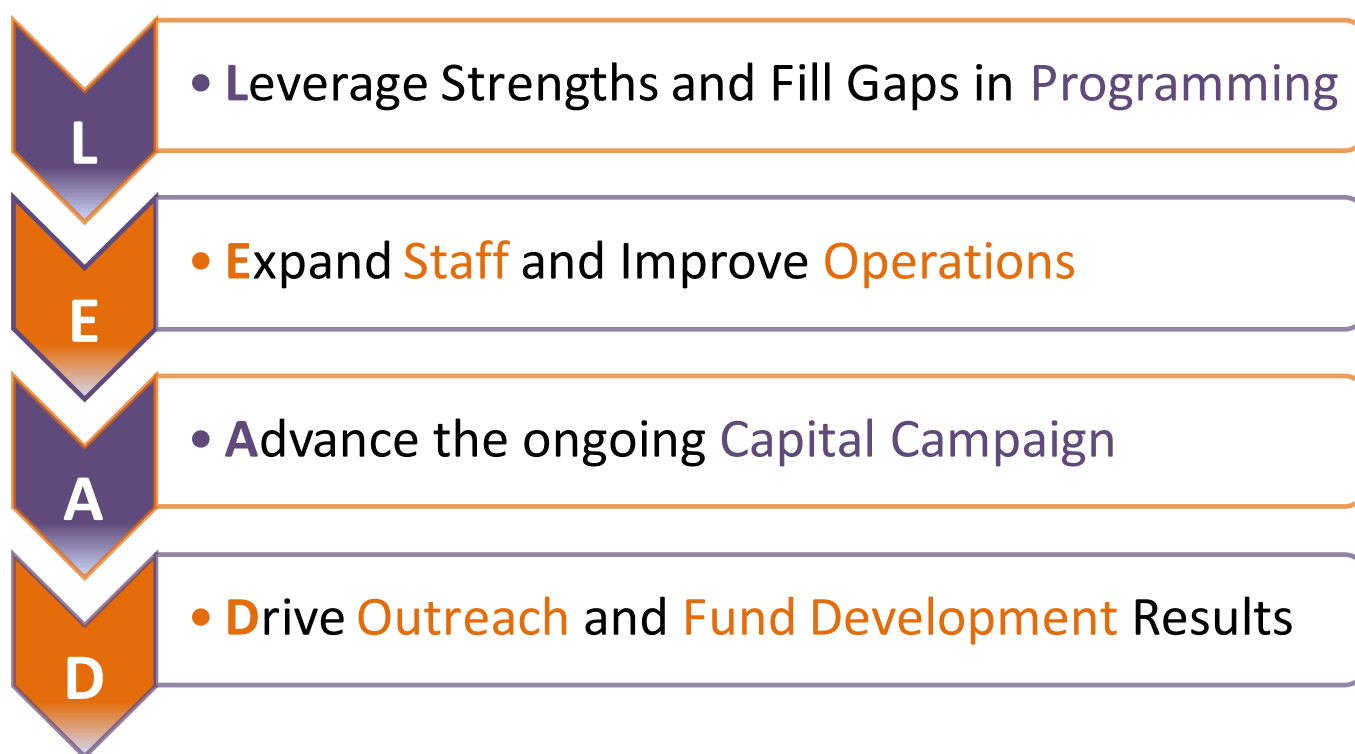 L
• Leverage Strengths and Fill Gaps in Programming
E
• Expand Staff and Improve Operations
A
• Advance the ongoing Capital Campaign
D
• Drive Outreach and Fund Development Results